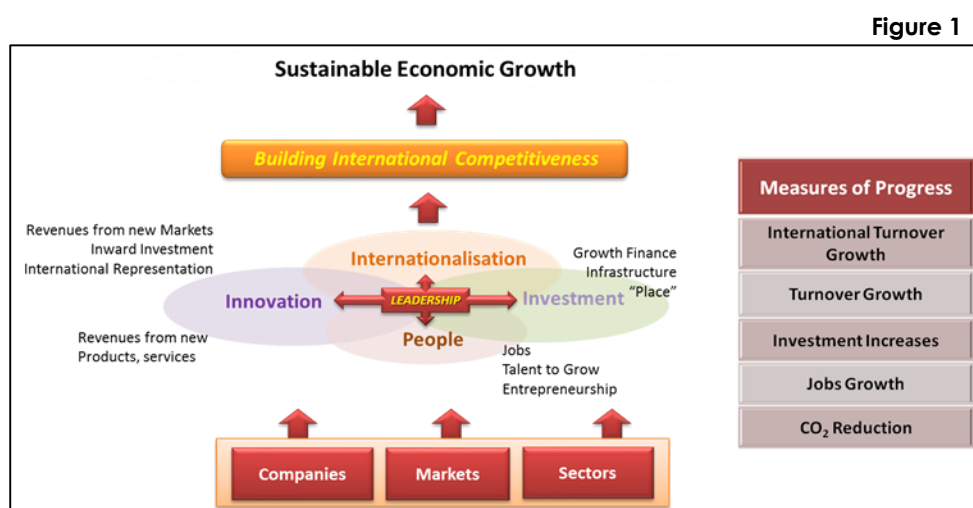 Figure 1
Sustainable Economic Growth
Building International Competitiveness
Revenues from new Markets
Inward Investment
International Representation
Internationalisation
Growth Finance
Infrastructure
“Place”
Innovation
LEADERSHIP
Investment
People
Revenues from new
Products, services
Jobs
Talent to Grow
Entrepreneurship
Companies
Markets
Sectors
Measures of Progress
International Turnover
Growth
Turnover Growth
Investment Increases
Jobs Growth
CO₂ Reduction